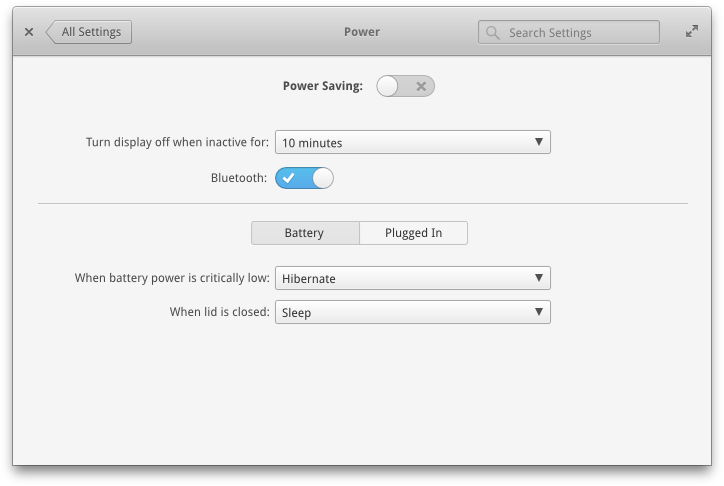 All Settings
Power
Search Settings
Power Saving:
Turn display off when inactive for:
10 minutes
Bluetooth:
Battery
Plugged In
When battery power is critically low:
Hibernate
When lid is closed:
Sleep